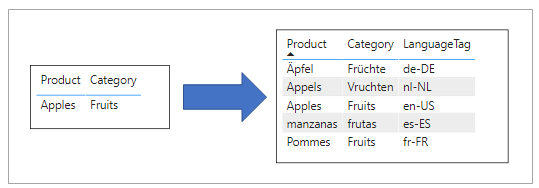 Product Category
Apples Fruits
Product Category LanguageTag
Äpfel Früchte de-DE
Appels Vruchten nl-NL
Apples Fruits en-US
manzanas frutas es-ES
Pommes Fruits fr-FR